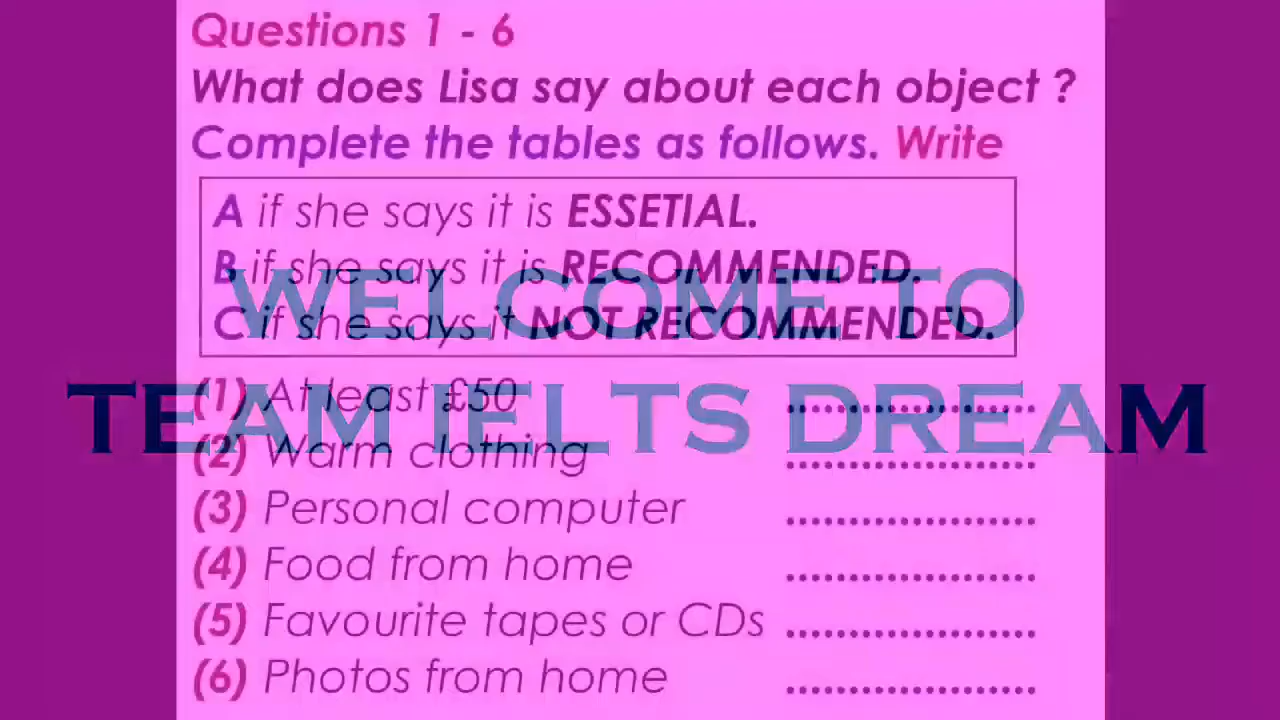 Questions 1 - 6
What does Lisa say about each object ?
Complete the tables as follows. Write
A if she says it is ESSETIAL.
B if she says it is RECOMMENDED.
C if she says it NOT RECOMMENDED.
WELCOME TO
TEAM IELTS DREAM
(1) At least £50 ......................
(2) Warm clothing ......................
(3) Personal computer ......................
(4) Food from home ......................
(5) Favourite tapes or CDs ......................
(6) Photos from home ......................